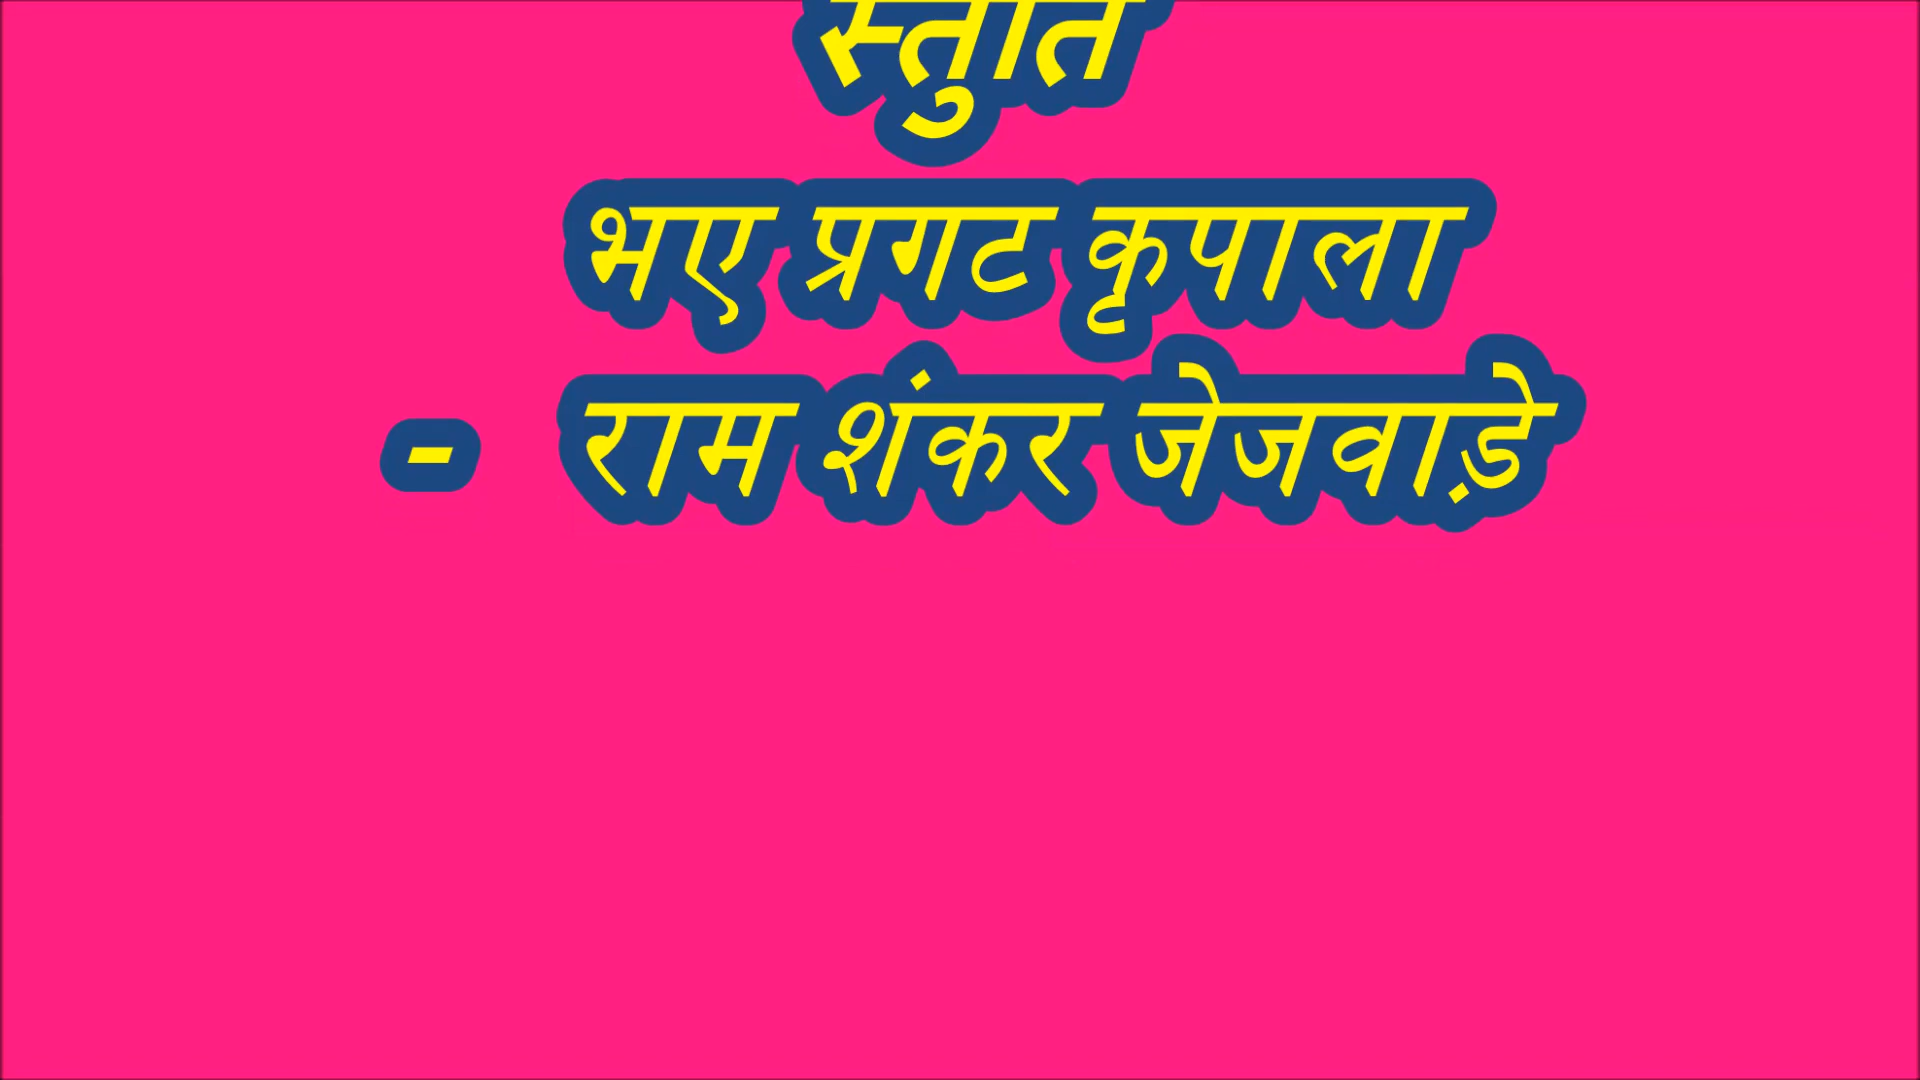 स्तुति
भए प्रगट कृपाला
- राम शंकर जेजवाड़े